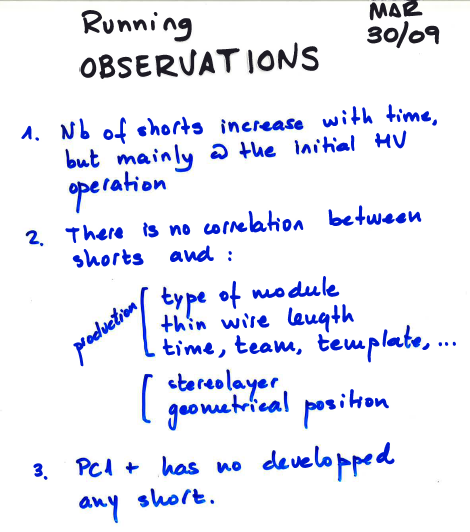 Running
MAR
30/09
OBSERVATIONS
1. Nb of shorts increase with time,
but mainly @ the initial HV
operation
2. There is no correlation between
shorts and :
production
type of module
thin wire length
time, team, template, ...
stereolayer
geometrical position
3. PC1 + has no developped
any short.